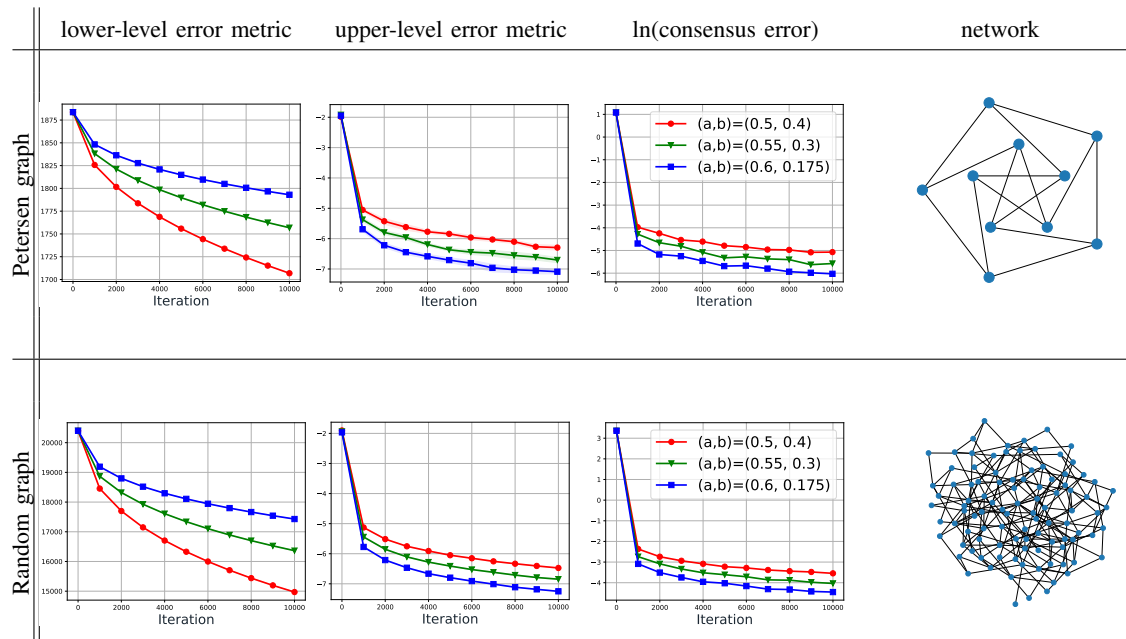 lower-level error metric upper-level error metric ln(consensus error) network
Petersen graph
1875
1850
1825
1800
1775
1750
1725
1700
0 2000 4000 6000 8000 10000
Iteration
−2
−3
−4
−5
−6
−7
0 2000 4000 6000 8000 10000
Iteration
1
0
−1
−2
−3
−4
−5
−6
(a,b)=(0.5, 0.4)
(a,b)=(0.55, 0.3)
(a,b)=(0.6, 0.175)
0 2000 4000 6000 8000 10000
Iteration
Random graph
20000
19000
18000
17000
16000
15000
0 2000 4000 6000 8000 10000
Iteration
−2
−3
−4
−5
−6
−7
0 2000 4000 6000 8000 10000
Iteration
3
2
1
0
−1
−2
−3
−4
(a,b)=(0.5, 0.4)
(a,b)=(0.55, 0.3)
(a,b)=(0.6, 0.175)
0 2000 4000 6000 8000 10000
Iteration